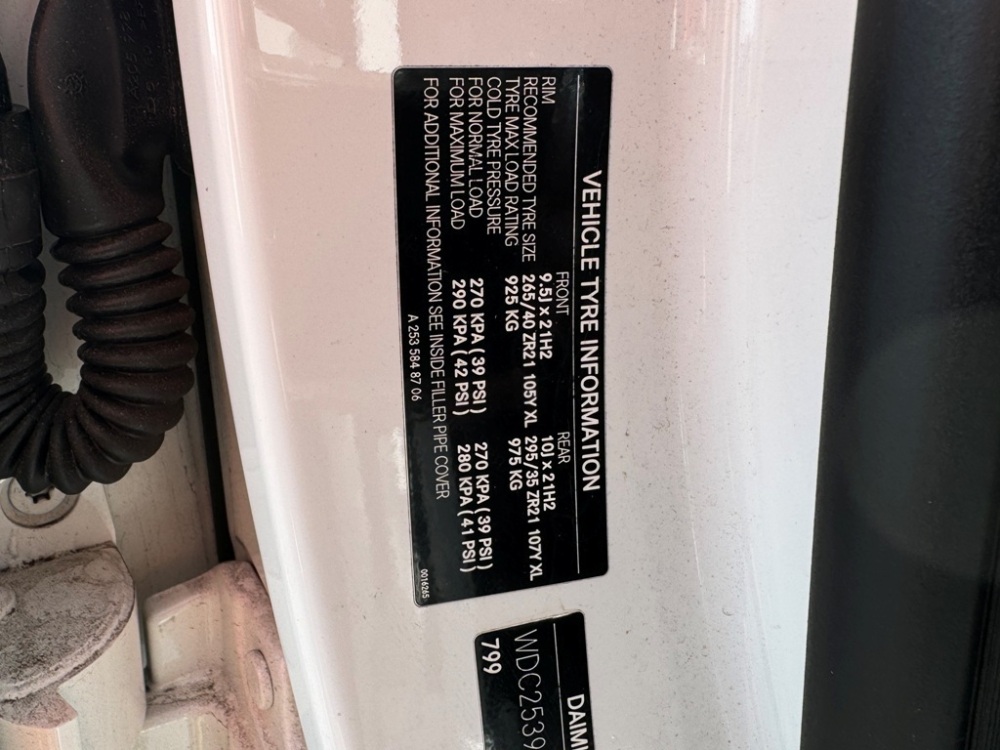 VEHICLE TYRE INFORMATION
FRONT REAR
RIM 9.5J x 21H2 10J x 21H2
RECOMMENDED TYRE SIZE 265/40 ZR21 105Y XL 295/35 ZR21 107Y XL
TYRE MAX LOAD RATING 925 KG 975 KG
COLD TYRE PRESSURE
FOR NORMAL LOAD 270 KPA ( 39 PSI ) 270 KPA ( 39 PSI )
FOR MAXIMUM LOAD 290 KPA ( 42 PSI ) 280 KPA ( 41 PSI )
FOR ADDITIONAL INFORMATION SEE INSIDE FILLER PIPE COVER
A 253 584 87 06 0016265
DAIM
WDC2539
799